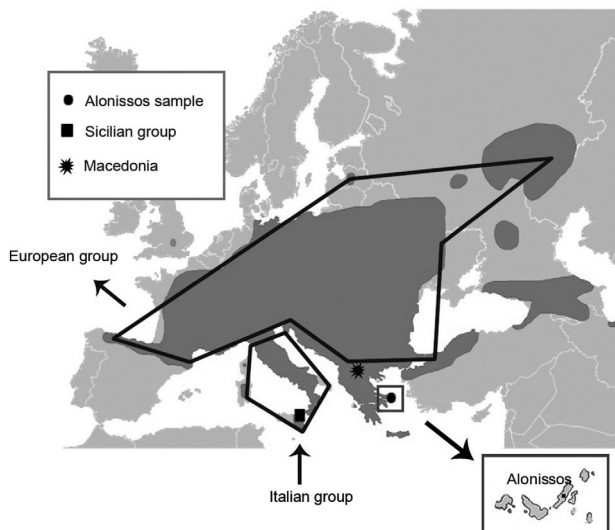 Alonissos sample
Sicilian group
Macedonia
European group
Italian group
Alonissos